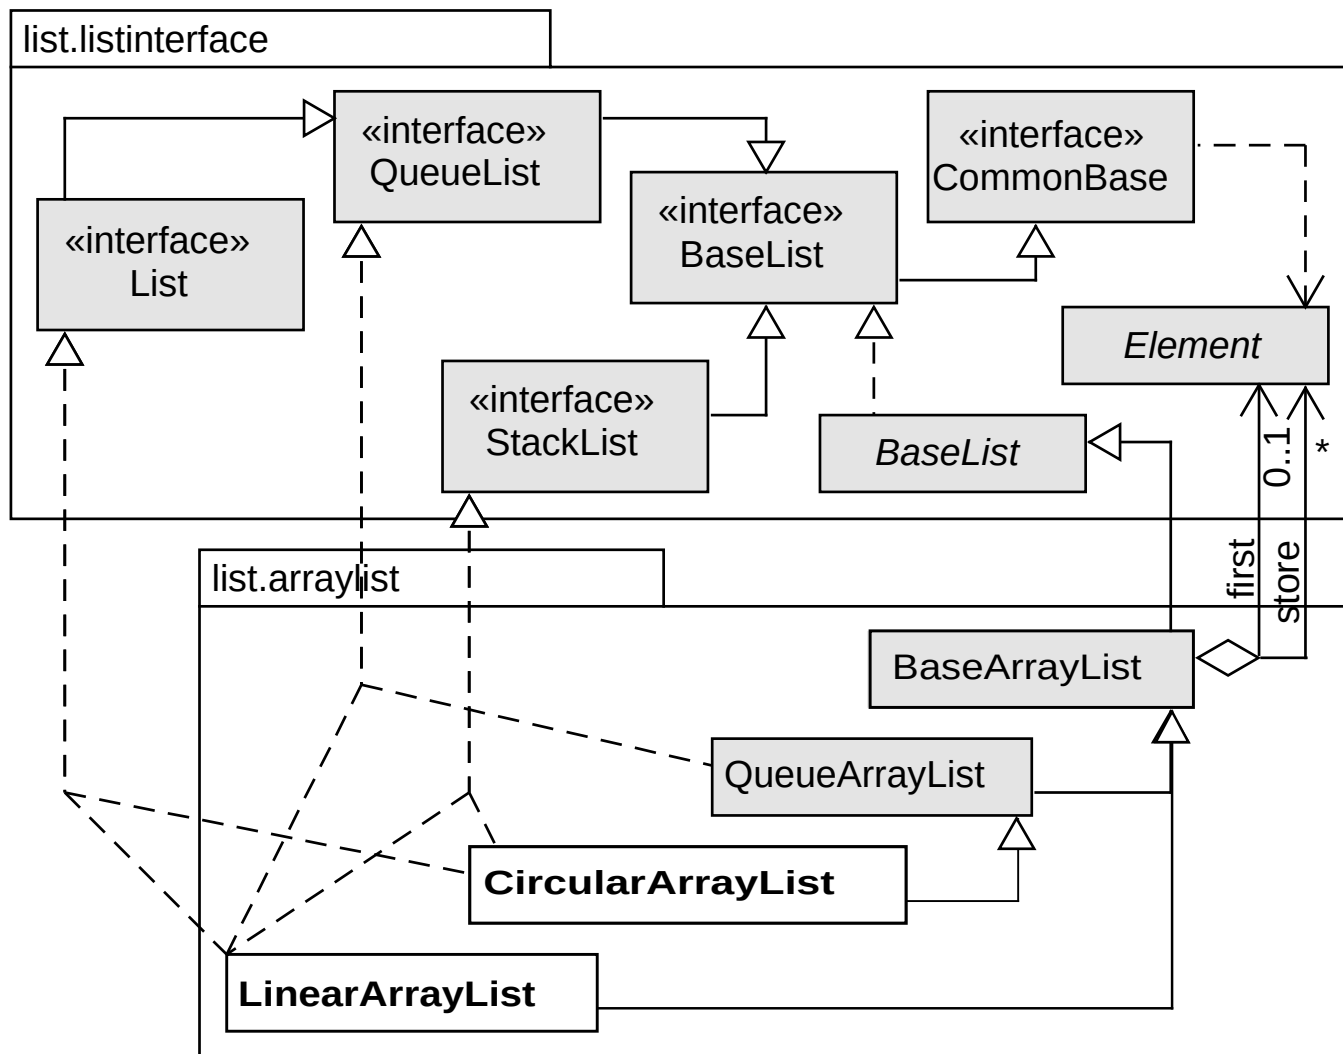 list.listinterface
«interface»
QueueList
«interface»
CommonBase
«interface»
BaseList
«interface»
List
Element
«interface»
StackList
BaseList
0..1
*
first
store
list.arraylist
BaseArrayList
QueueArrayList
CircularArrayList
LinearArrayList